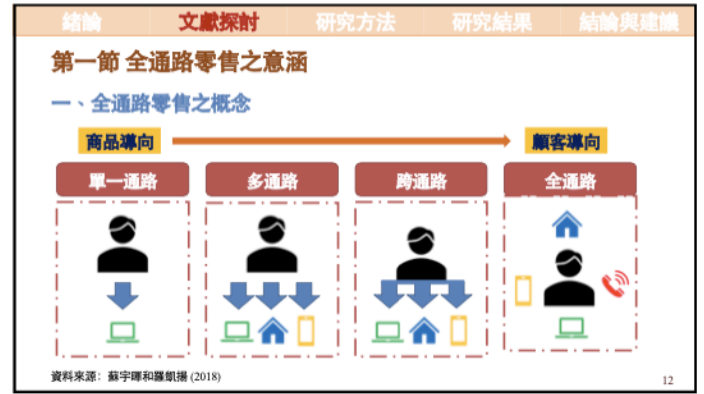 緒論 文獻探討 研究方法 研究結果 結論與建議
第一節 全通路零售之意涵
一、全通路零售之概念
商品導向 顧客導向
單一通路 多通路 跨通路 全通路
資料來源：蘇宇暉和羅凱揚 (2018)
12